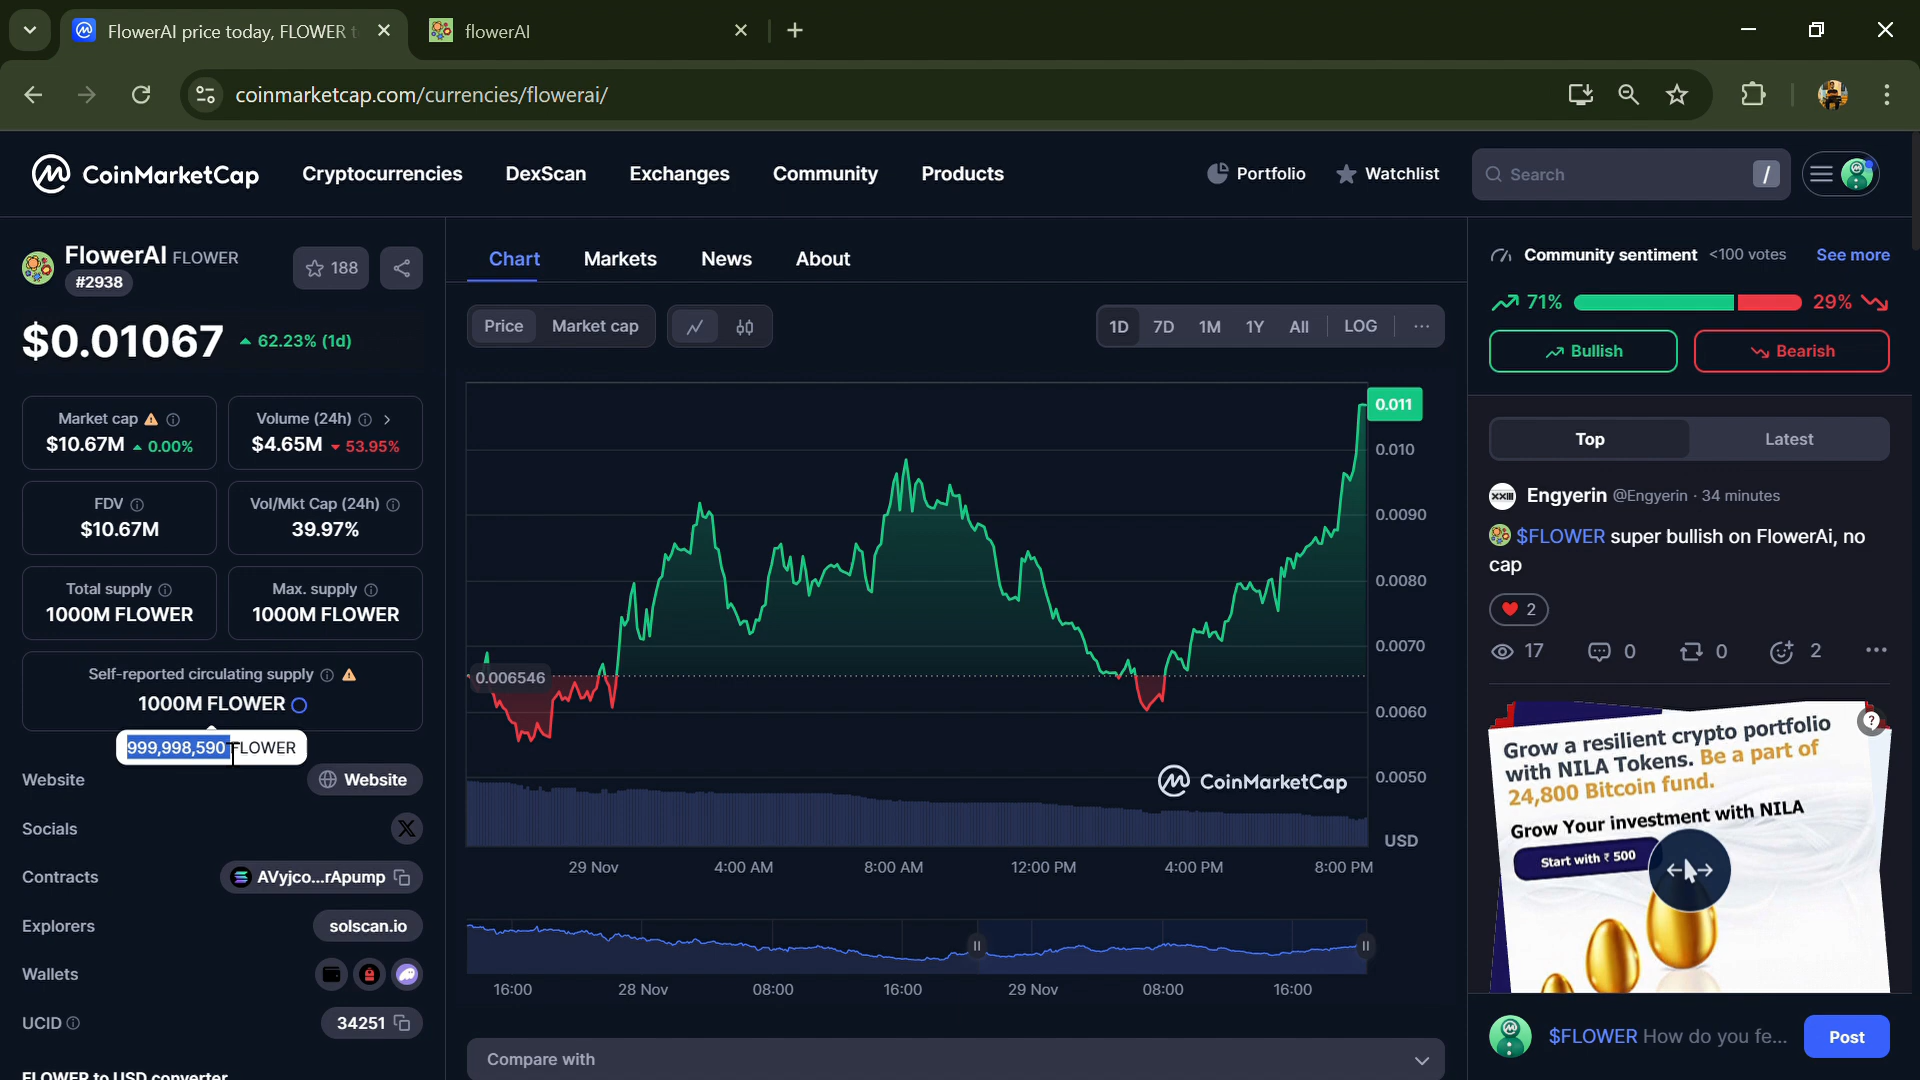 FlowerAI price today, FLOWER t
flowerAI
coinmarketcap.com/currencies/flowerai/
CoinMarketCap
Cryptocurrencies
DexScan
Exchanges
Community
Products
Portfolio
Watchlist
Search
/
FlowerAI FLOWER
#2938
188
$0.01067
62.23% (1d)
Market cap
$10.67M 0.00%
Volume (24h)
$4.65M 53.95%
FDV
$10.67M
Vol/Mkt Cap (24h)
39.97%
Total supply
1000M FLOWER
Max. supply
1000M FLOWER
Self-reported circulating supply
1000M FLOWER
999,998,590 FLOWER
Website
Website
Socials
Contracts
AVyjco...rApump
Explorers
solscan.io
Wallets
UCID
34251
FLOWER to USD converter
Chart
Markets
News
About
Price
Market cap
1D
7D
1M
1Y
All
LOG
0.011
0.010
0.0090
0.0080
0.0070
0.006546
0.0060
0.0050
CoinMarketCap
USD
29 Nov
4:00 AM
8:00 AM
12:00 PM
4:00 PM
8:00 PM
16:00
28 Nov
08:00
16:00
29 Nov
08:00
16:00
Compare with
Community sentiment <100 votes
See more
71%
29%
Bullish
Bearish
Top
Latest
XXIII
Engyerin @Engyerin · 34 minutes
$FLOWER super bullish on FlowerAi, no
cap
2
17
0
0
2
Grow a resilient crypto portfolio
with NILA Tokens. Be a part of
24,800 Bitcoin fund.
Grow Your investment with NILA
Start with ₹ 500
?
$FLOWER How do you fe...
Post